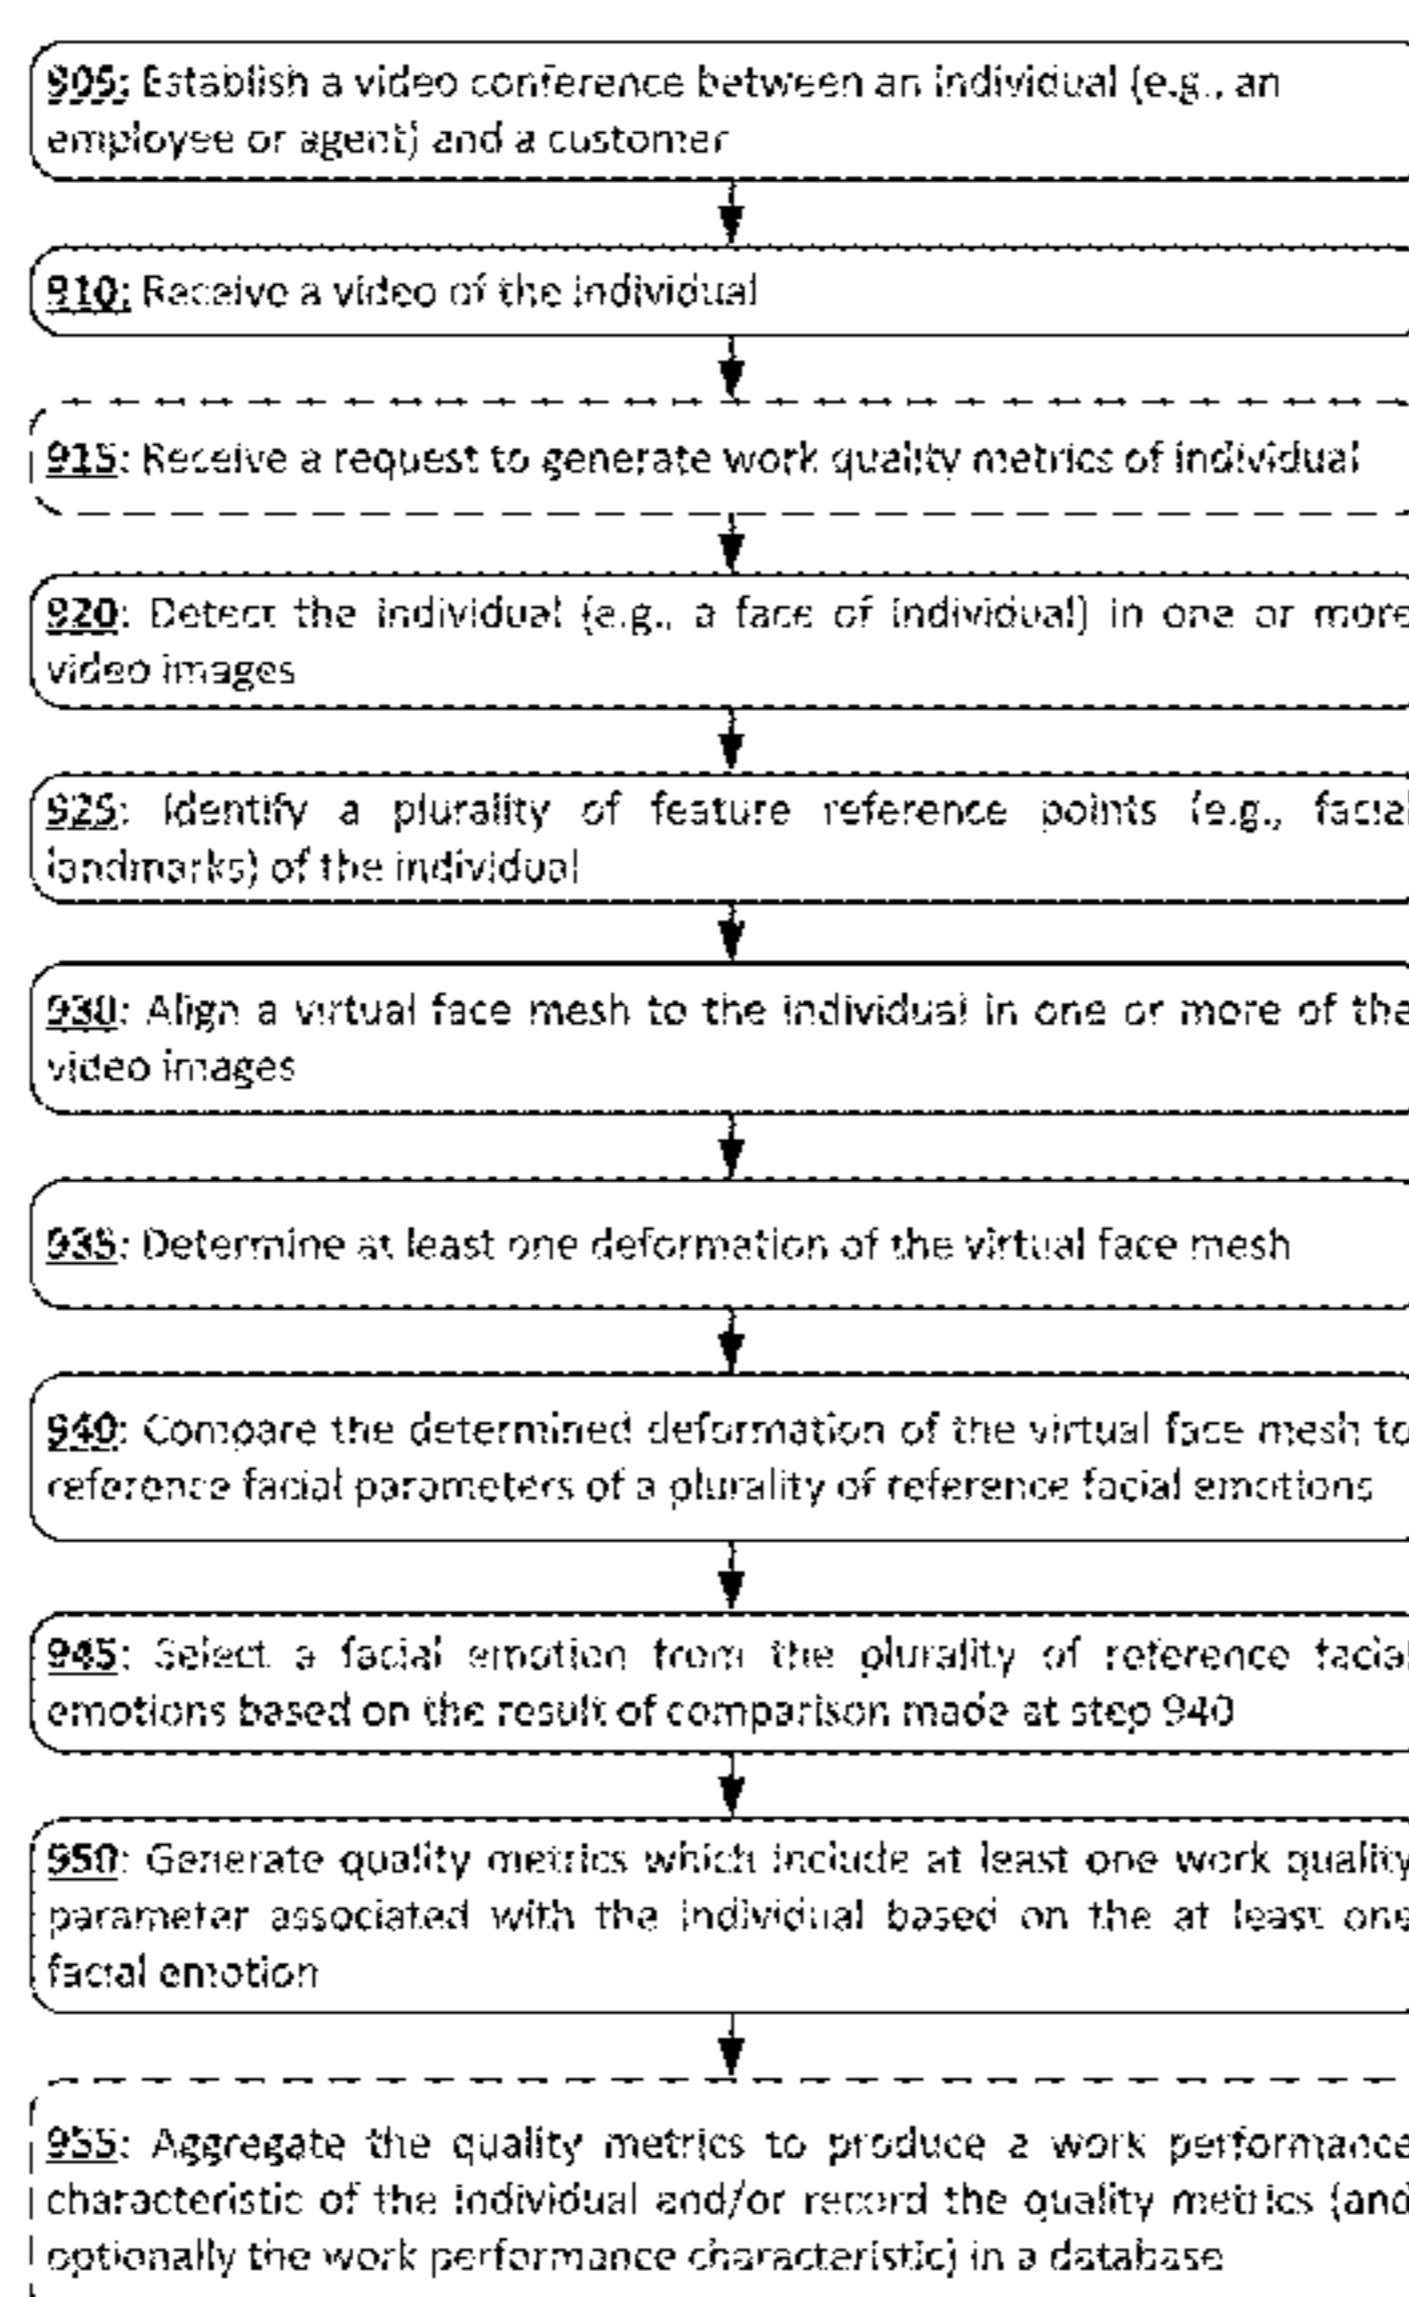 905: Establish a video conference between an individual (e.g., an
employee or agent) and a customer
910: Receive a video of the individual
915: Receive a request to generate work quality metrics of individual
920: Detect the individual (e.g., a face of individual) in one or more
video images
925: Identify a plurality of feature reference points (e.g., facial
landmarks) of the individual
930: Align a virtual face mesh to the individual in one or more of the
video images
935: Determine at least one deformation of the virtual face mesh
940: Compare the determined deformation of the virtual face mesh to
reference facial parameters of a plurality of reference facial emotions
945: Select a facial emotion from the plurality of reference facial
emotions based on the result of comparison made at step 940
950: Generate quality metrics which include at least one work quality
parameter associated with the individual based on the at least one
facial emotion
955: Aggregate the quality metrics to produce a work performance
characteristic of the individual and/or record the quality metrics (and
optionally the work performance characteristic) in a database